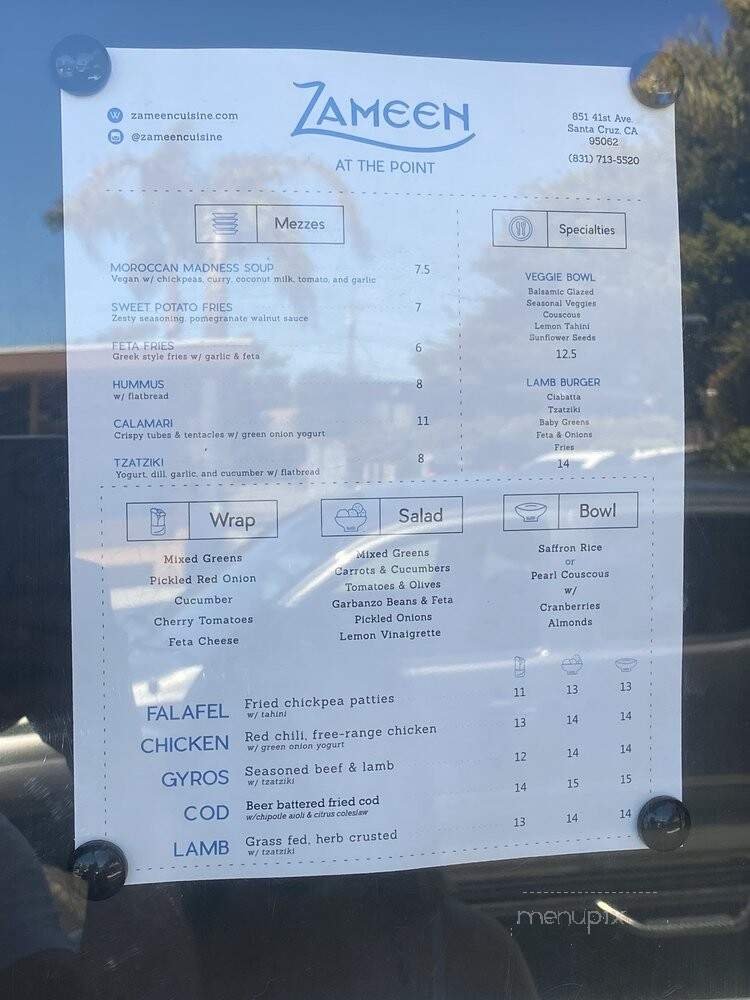 zameencuisine.com
@zameencuisine
ZAMEEN
AT THE POINT
851 41st Ave.
Santa Cruz, CA
95062
(831) 713-5520
Mezzes
MOROCCAN MADNESS SOUP 7.5
Vegan w/ chickpeas, curry, coconut milk, tomato, and garlic
SWEET POTATO FRIES 7
Zesty seasoning, pomegranate walnut sauce
FETA FRIES 6
Greek style fries w/ garlic & feta
HUMMUS 8
w/ flatbread
CALAMARI 11
Crispy tubes & tentacles w/ green onion yogurt
TZATZIKI 8
Yogurt, dill, garlic, and cucumber w/ flatbread
Specialties
VEGGIE BOWL
Balsamic Glazed
Seasonal Veggies
Couscous
Lemon Tahini
Sunflower Seeds
12.5
LAMB BURGER
Ciabatta
Tzatziki
Baby Greens
Feta & Onions
Fries
14
Wrap
Mixed Greens
Pickled Red Onion
Cucumber
Cherry Tomatoes
Feta Cheese
Salad
Mixed Greens
Carrots & Cucumbers
Tomatoes & Olives
Garbanzo Beans & Feta
Pickled Onions
Lemon Vinaigrette
Bowl
Saffron Rice
or
Pearl Couscous
w/
Cranberries
Almonds
FALAFEL Fried chickpea patties 11 13 13
w/ tahini
CHICKEN Red chili, free-range chicken 13 14 14
w/ green onion yogurt
GYROS Seasoned beef & lamb 12 14 14
w/ tzatziki
COD Beer battered fried cod 14 15 15
w/chipotle aioli & citrus coleslaw
LAMB Grass fed, herb crusted 13 14 14
w/ tzatziki
menupix